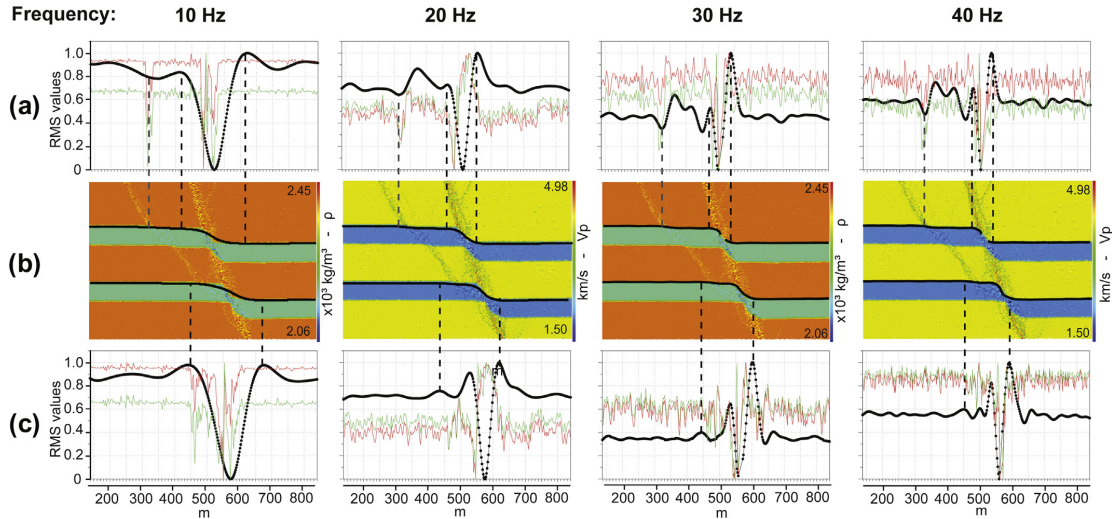 Frequency: 10 Hz 20 Hz 30 Hz 40 Hz
(a)
RMS values
1.0
0.8
0.6
0.4
0.2
0
(b)
2.45
x10³ kg/m³ - ρ
2.06
4.98
km/s - Vp
1.50
2.45
x10³ kg/m³ - ρ
2.06
4.98
km/s - Vp
1.50
(c)
RMS values
1.0
0.8
0.6
0.4
0.2
0
200 300 400 500 600 700 800
m
200 300 400 500 600 700 800
m
200 300 400 500 600 700 800
m
200 300 400 500 600 700 800
m